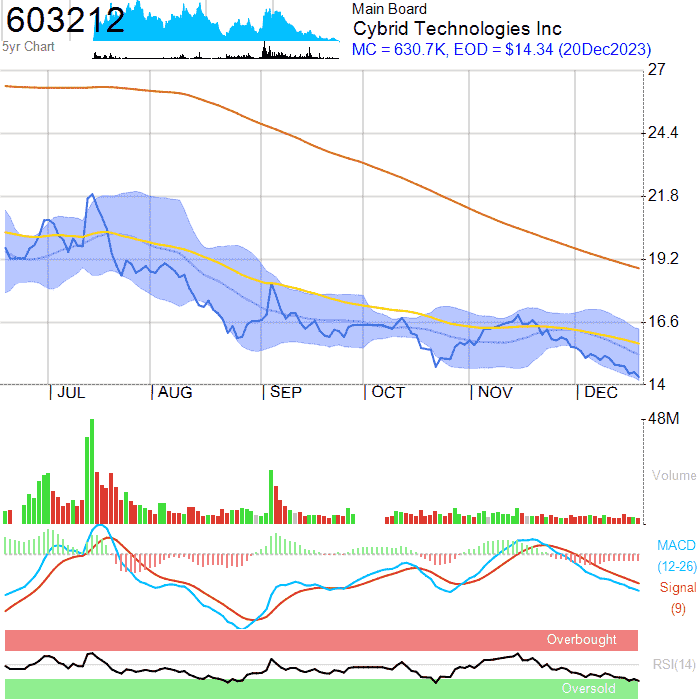 603212
5yr Chart
Main Board
Cybrid Technologies Inc
MC = 630.7K, EOD = $14.34 (20Dec2023)
27
24.4
21.8
19.2
16.6
14
|JUL |AUG |SEP |OCT |NOV |DEC
48M
Volume
MACD
(12-26)
Signal
(9)
Overbought
RSI(14)
Oversold